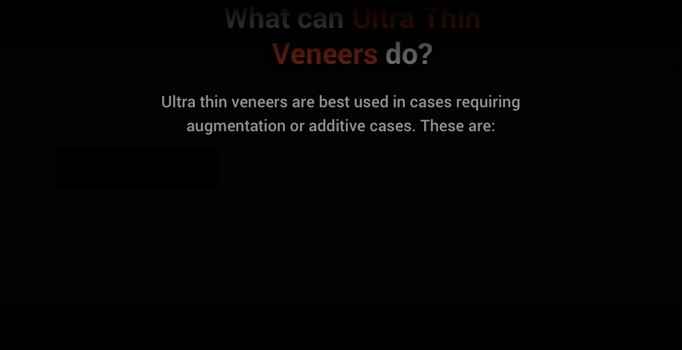 What can Ultra Thin
Veneers do?
Ultra thin veneers are best used in cases requiring
augmentation or additive cases. These are: